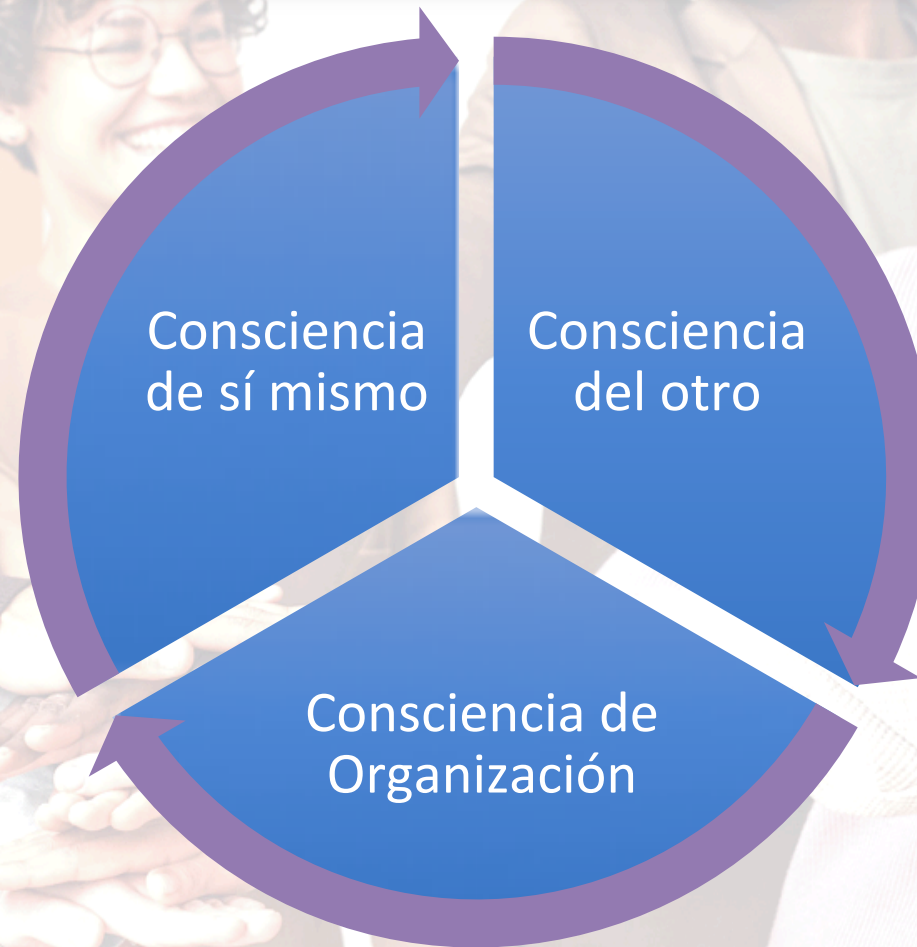 Consciencia
de sí mismo
Consciencia
del otro
Consciencia de
Organización